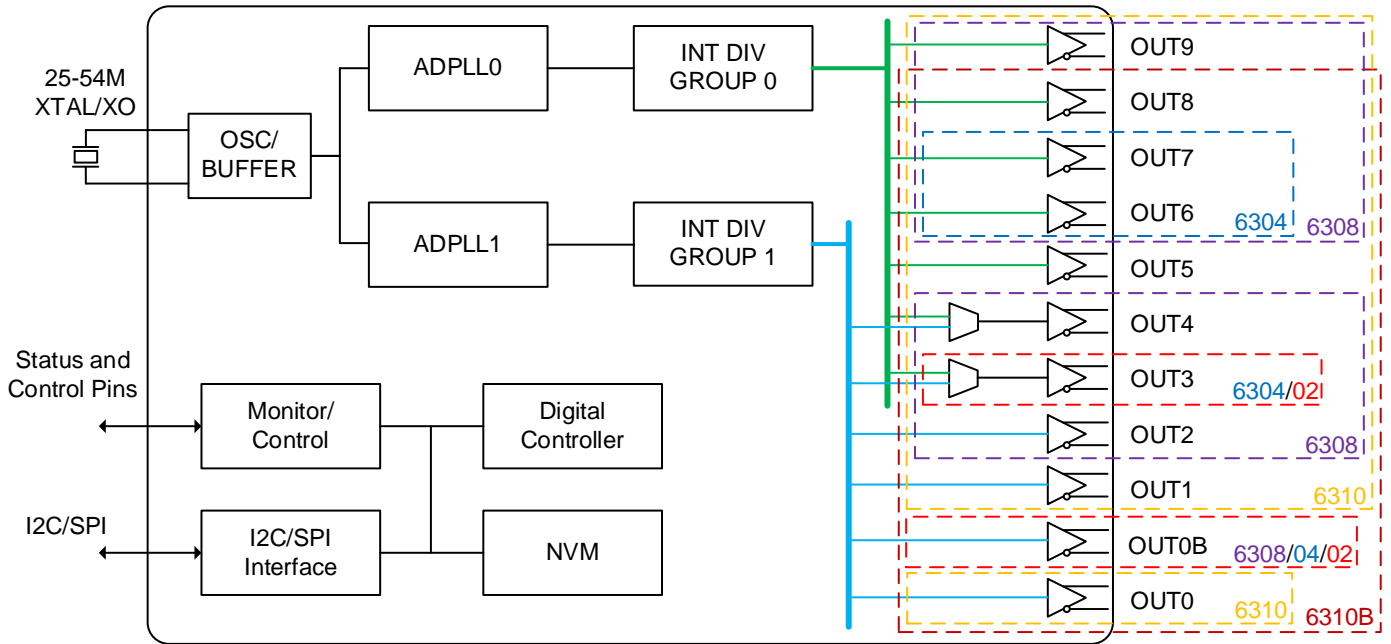 25-54M
XTAL/XO
OSC/
BUFFER
ADPLL0
INT DIV
GROUP 0
ADPLL1
INT DIV
GROUP 1
Status and
Control Pins
Monitor/
Control
Digital
Controller
I2C/SPI
I2C/SPI
Interface
NVM
OUT9
OUT8
OUT7
OUT6
6304
6308
OUT5
OUT4
OUT3
6304/02
OUT2
6308
OUT1
6310
OUT0B
6308/04/02
OUT0
6310
6310B